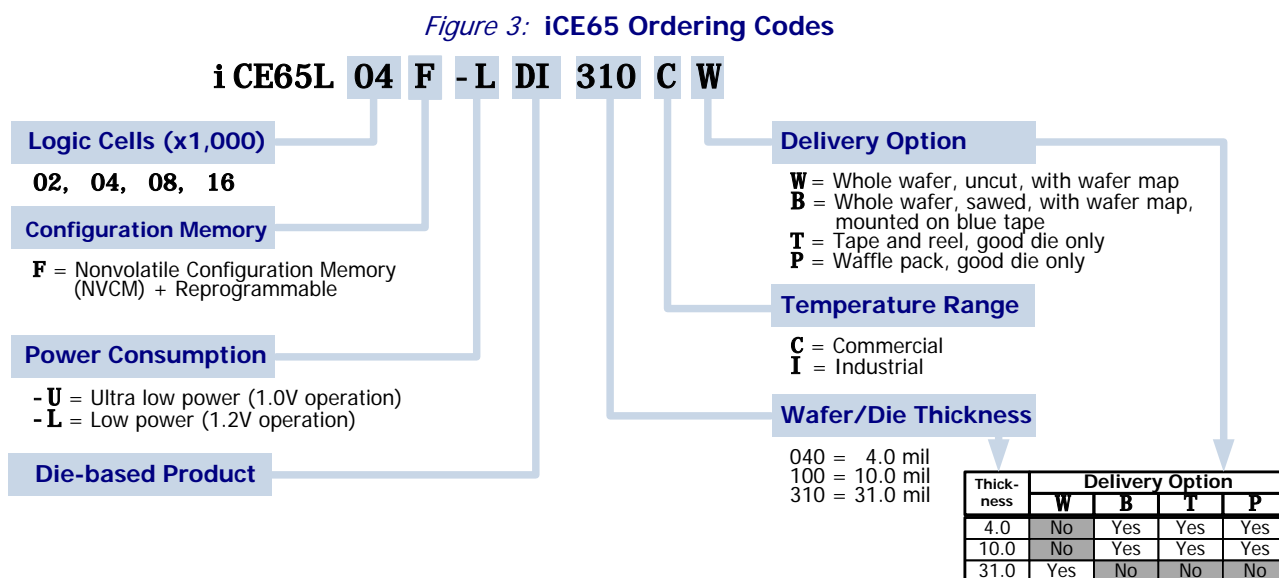 Figure 3: iCE65 Ordering Codes
iCE65L 04 F -L DI 310 C W
Logic Cells (x1,000)
02, 04, 08, 16
Configuration Memory
F = Nonvolatile Configuration Memory
(NVCM) + Reprogrammable
Power Consumption
-U = Ultra low power (1.0V operation)
-L = Low power (1.2V operation)
Die-based Product
Delivery Option
W = Whole wafer, uncut, with wafer map
B = Whole wafer, sawed, with wafer map,
mounted on blue tape
T = Tape and reel, good die only
P = Waffle pack, good die only
Temperature Range
C = Commercial
I = Industrial
Wafer/Die Thickness
040 = 4.0 mil
100 = 10.0 mil
310 = 31.0 mil
Thick-
ness
Delivery Option
W B T P
4.0 No Yes Yes Yes
10.0 No Yes Yes Yes
31.0 Yes No No No